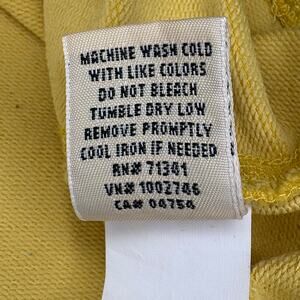 MACHINE WASH COLD
WITH LIKE COLORS
DO NOT BLEACH
TUMBLE DRY LOW
REMOVE PROMPTLY
COOL IRON IF NEEDED
RN# 71341
VN# 1002746
CA# 04754